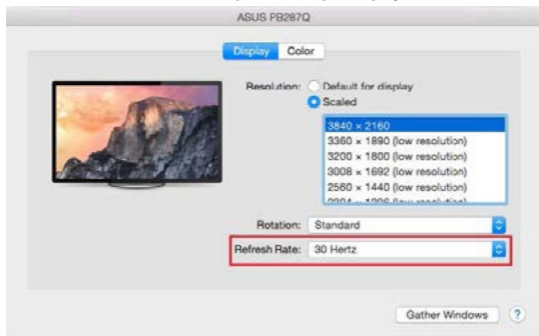 ASUS PB287Q
Display Color
Resolution: Default for display
Scaled
3840 × 2160
3360 × 1890 (low resolution)
3200 × 1800 (low resolution)
3008 × 1692 (low resolution)
2560 × 1440 (low resolution)
Rotation: Standard
Refresh Rate: 30 Hertz
Gather Windows ?